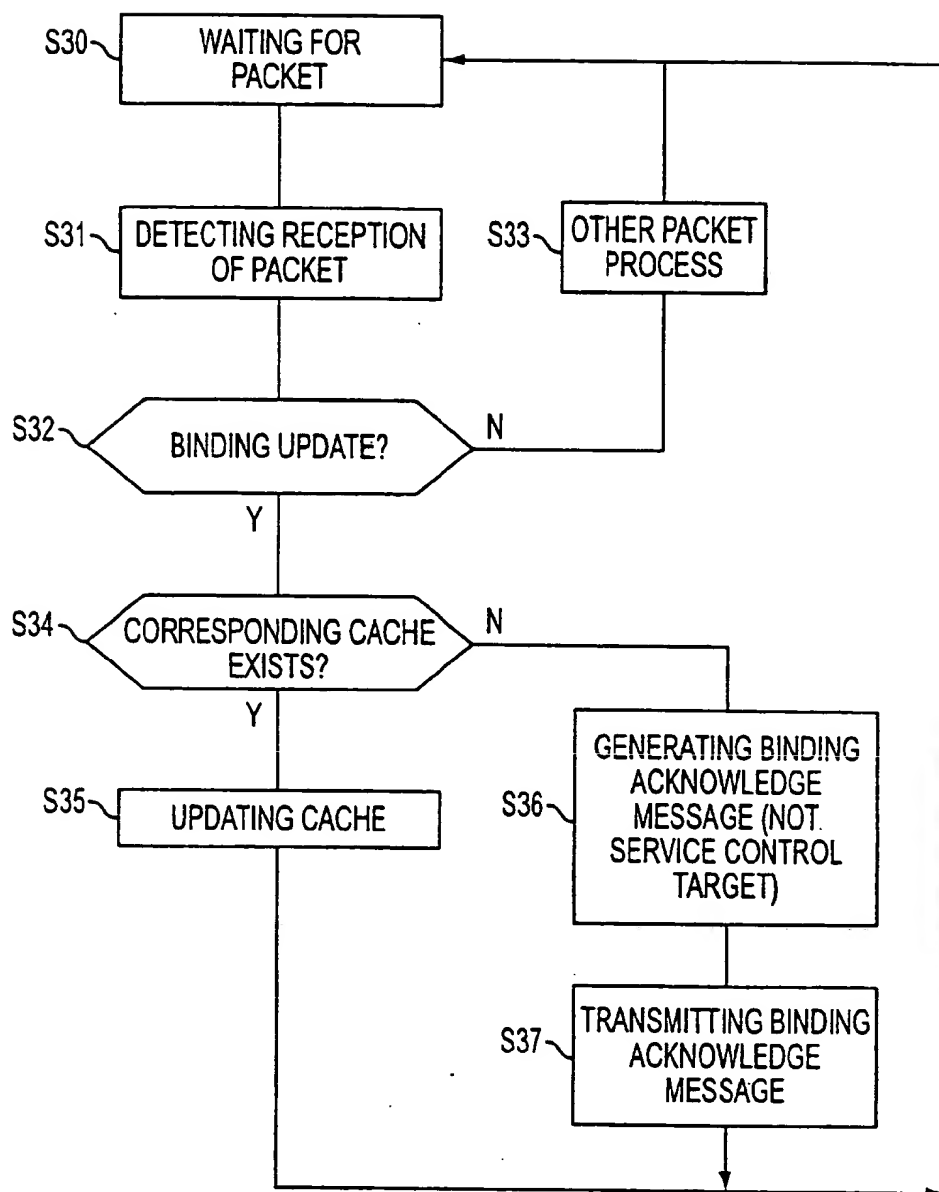 S30
WAITING FOR
PACKET
S31
DETECTING RECEPTION
OF PACKET
S33
OTHER PACKET
PROCESS
S32
BINDING UPDATE?
N
Y
S34
CORRESPONDING CACHE
EXISTS?
N
Y
S35
UPDATING CACHE
S36
GENERATING BINDING
ACKNOWLEDGE
MESSAGE (NOT
SERVICE CONTROL
TARGET)
S37
TRANSMITTING BINDING
ACKNOWLEDGE
MESSAGE